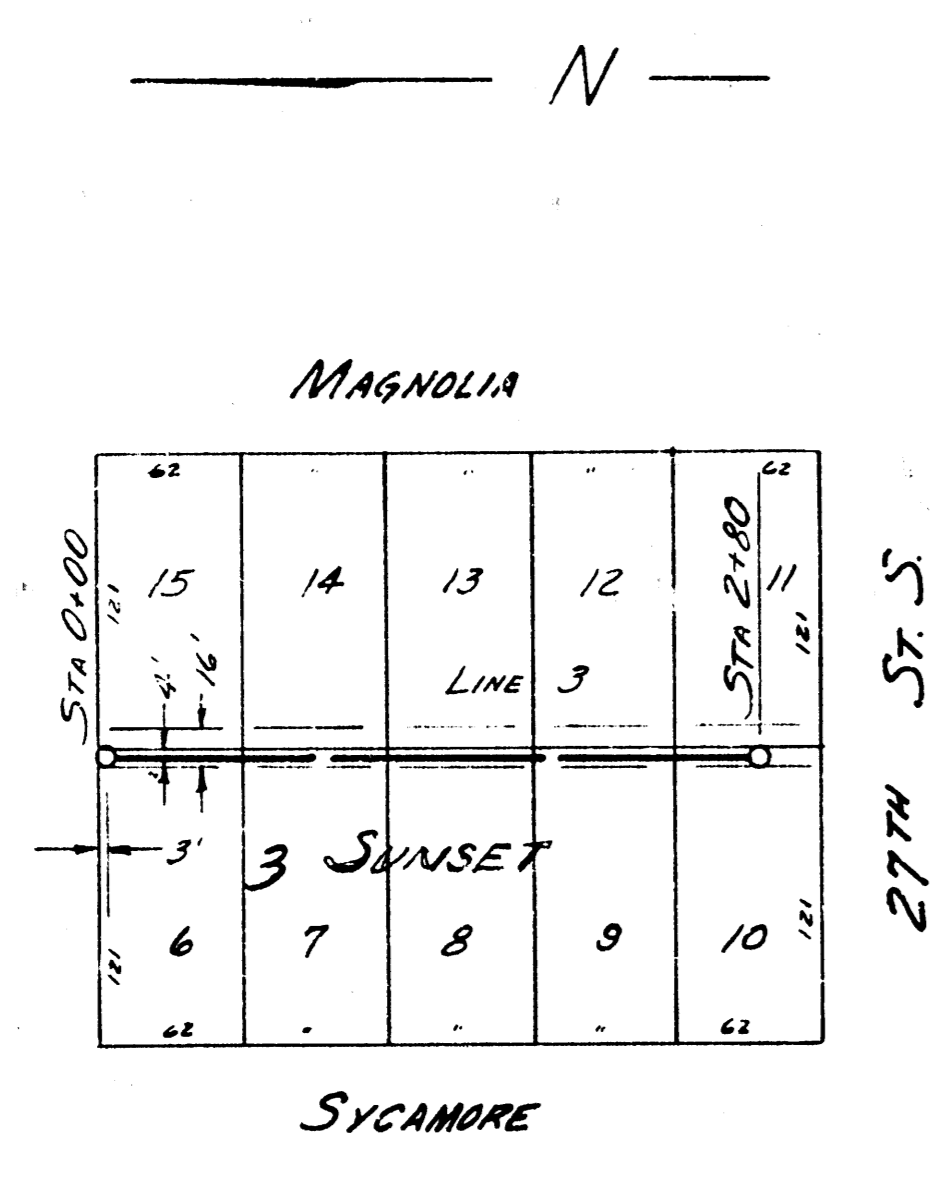 N
MAGNOLIA
62 " " " 62
STA 0+00
121
15 14 13 12 11
121
STA 2+80
4'
16'
LINE 3
3'
3 SUNSET
6 7 8 9 10
121
121
62 " " 62
SYCAMORE
27TH ST. S.